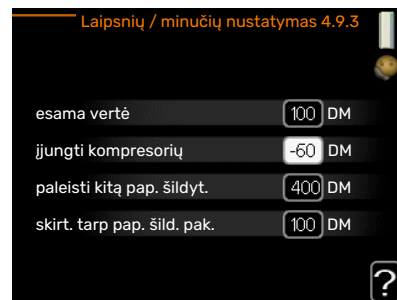 Laipsnių / minučių nustatymas 4.9.3
esama vertė 100 DM
įjungti kompresorių -60 DM
paleisti kitą pap. šildyt. 400 DM
skirt. tarp pap. šild. pak. 100 DM
?